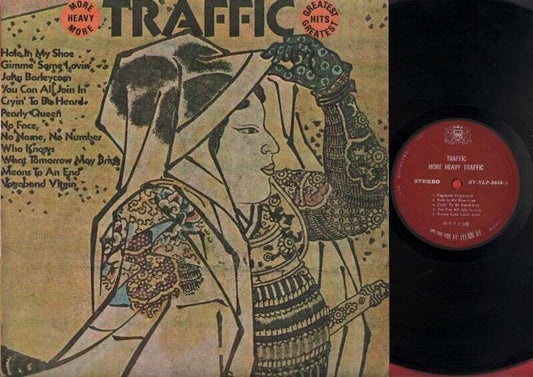 MORE
HEAVY
MORE
TRAFFIC
GREATEST
HITS
GREATEST
Hole In My Shoe
Gimme' Some Lovin'
John Barleycorn
You Can All Join In
Cryin' To Be Heard
Pearly Queen
No Face,
No Name, No Number
Who Knows
What Tomorrow May Bring
Means To An End
Vagabond Virgin
TRAFFIC
MORE HEAVY TRAFFIC
STEREO